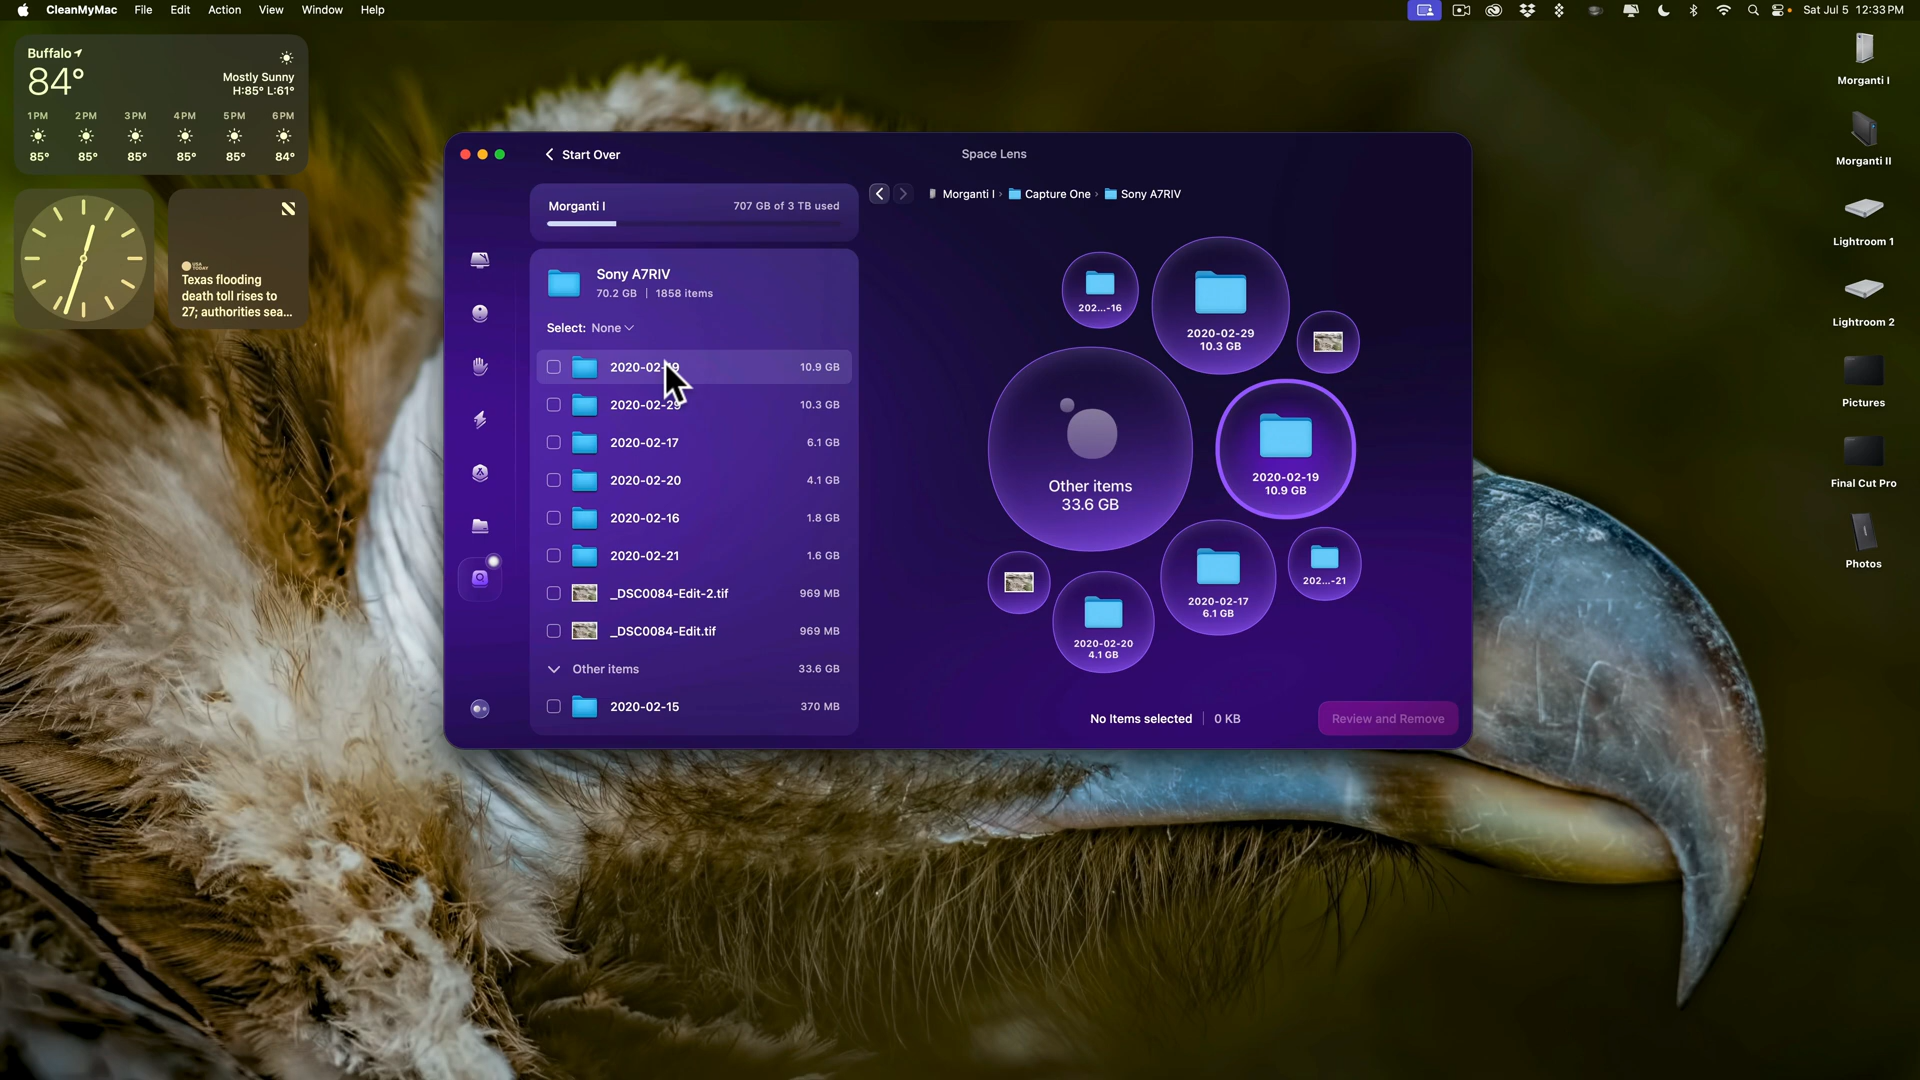 CleanMyMac File Edit Action View Window Help
Sat Jul 5 12:33 PM
Buffalo
84°
Mostly Sunny
H:85° L:61°
1PM 2PM 3PM 4PM 5PM 6PM
85° 85° 85° 85° 85° 84°
USA TODAY
Texas flooding
death toll rises to
27; authorities sea...
Start Over
Space Lens
Morganti I
707 GB of 3 TB used
Morganti I › Capture One › Sony A7RIV
Sony A7RIV
70.2 GB | 1858 items
Select: None
2020-02-19 10.9 GB
2020-02-29 10.3 GB
2020-02-17 6.1 GB
2020-02-20 4.1 GB
2020-02-16 1.8 GB
2020-02-21 1.6 GB
_DSC0084-Edit-2.tif 969 MB
_DSC0084-Edit.tif 969 MB
Other items 33.6 GB
2020-02-15 370 MB
202...-16
2020-02-29
10.3 GB
Other items
33.6 GB
2020-02-19
10.9 GB
2020-02-17
6.1 GB
202...-21
2020-02-20
4.1 GB
No Items selected | 0 KB
Review and Remove
Morganti I
Morganti II
Lightroom 1
Lightroom 2
Pictures
Final Cut Pro
Photos